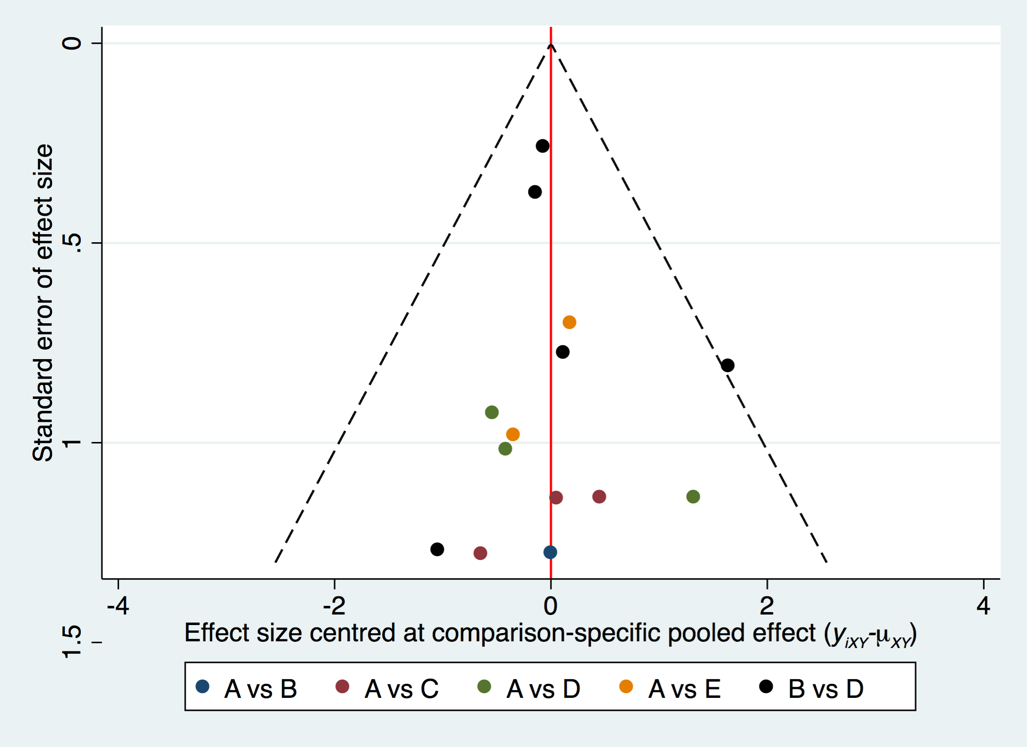 0
.5
1
1.5
Standard error of effect size
-4 -2 0 2 4
Effect size centred at comparison-specific pooled effect (yiXY-μXY)
A vs B A vs C A vs D A vs E B vs D